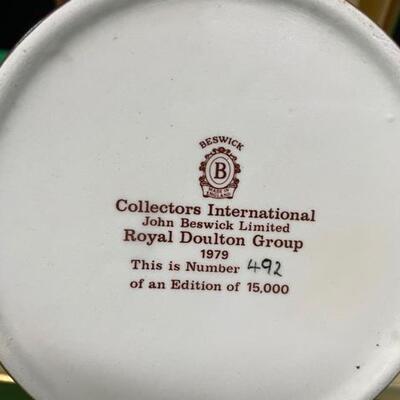 BESWICK
B
MADE IN
ENGLAND
Collectors International
John Beswick Limited
Royal Doulton Group
1979
This is Number 492
of an Edition of 15,000